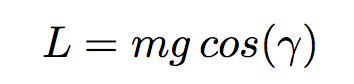 L = mg cos(γ)